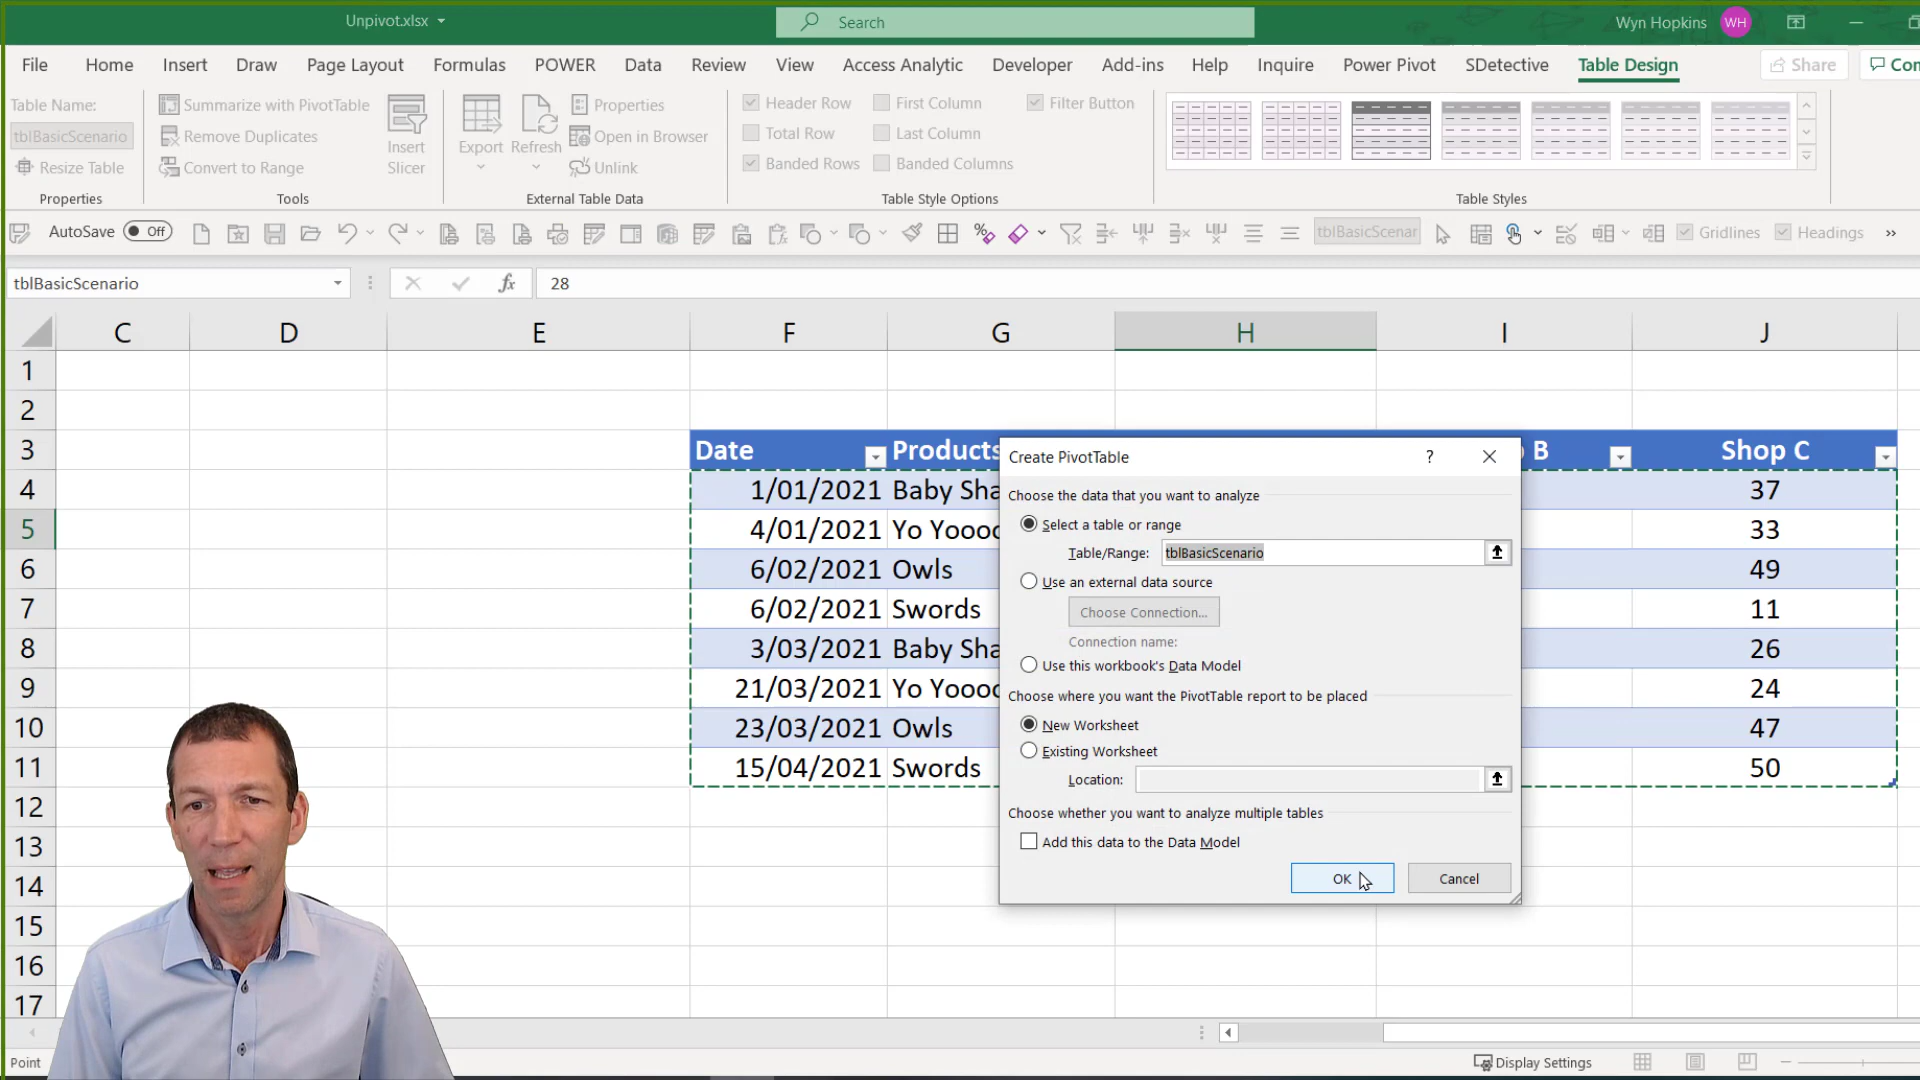 Unpivot.xlsx
Search
Wyn Hopkins
WH
File Home Insert Draw Page Layout Formulas POWER Data Review View Access Analytic Developer Add-ins Help Inquire Power Pivot SDetective Table Design Share
Table Name:
tblBasicScenario
Resize Table
Properties
Summarize with PivotTable
Remove Duplicates
Convert to Range
Insert
Slicer
Tools
Export
Refresh
Properties
Open in Browser
Unlink
External Table Data
Header Row First Column Filter Button
Total Row Last Column
Banded Rows Banded Columns
Table Style Options
Table Styles
AutoSave Off
tblBasicScenar
Gridlines Headings
tblBasicScenario fx 28
C D E F G H I J
1
2
3 Date Products B Shop C
4 1/01/2021 Baby Sha 37
5 4/01/2021 Yo Yoooo 33
6 6/02/2021 Owls 49
7 6/02/2021 Swords 11
8 3/03/2021 Baby Sha 26
9 21/03/2021 Yo Yoooo 24
10 23/03/2021 Owls 47
11 15/04/2021 Swords 50
12
13
14
15
16
17
Create PivotTable
?
Choose the data that you want to analyze
Select a table or range
Table/Range: tblBasicScenario
Use an external data source
Choose Connection...
Connection name:
Use this workbook's Data Model
Choose where you want the PivotTable report to be placed
New Worksheet
Existing Worksheet
Location:
Choose whether you want to analyze multiple tables
Add this data to the Data Model
OK Cancel
Point
Display Settings